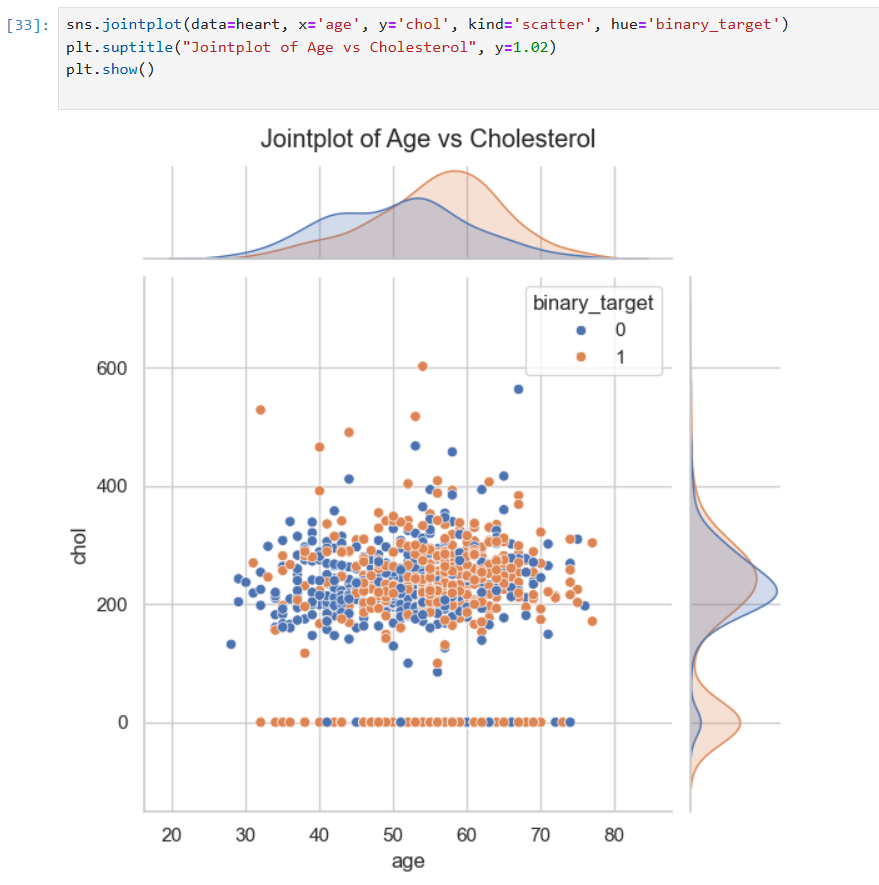 [33]: sns.jointplot(data=heart, x='age', y='chol', kind='scatter', hue='binary_target')
plt.suptitle("Jointplot of Age vs Cholesterol", y=1.02)
plt.show()
Jointplot of Age vs Cholesterol
binary_target
0
1
600
400
chol
200
0
20 30 40 50 60 70 80
age